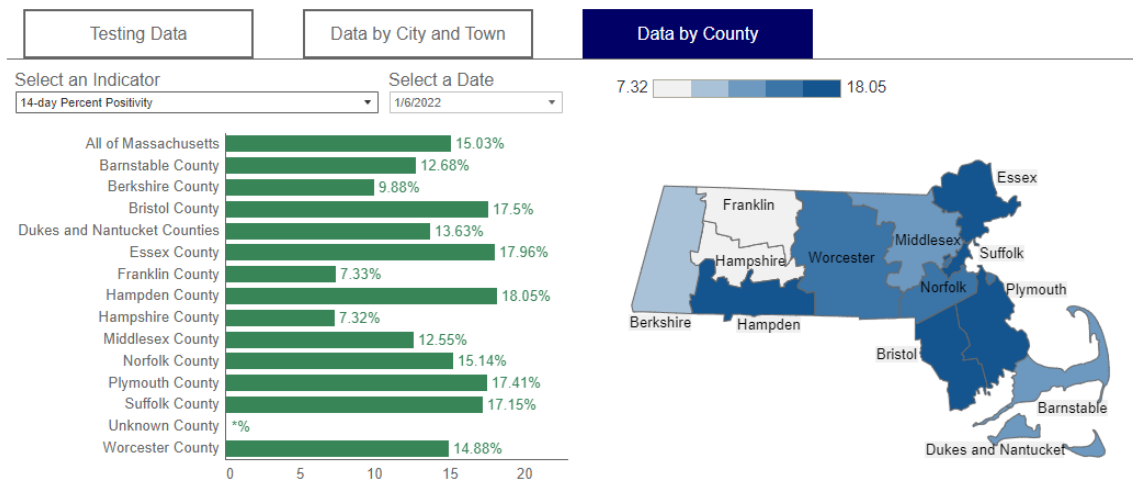 Testing Data
Data by City and Town
Data by County
Select an Indicator
Select a Date
14-day Percent Positivity
1/6/2022
7.32
18.05
All of Massachusetts 15.03%
Barnstable County 12.68%
Berkshire County 9.88%
Bristol County 17.5%
Dukes and Nantucket Counties 13.63%
Essex County 17.96%
Franklin County 7.33%
Hampden County 18.05%
Hampshire County 7.32%
Middlesex County 12.55%
Norfolk County 15.14%
Plymouth County 17.41%
Suffolk County 17.15%
Unknown County *%
Worcester County 14.88%
0 5 10 15 20
Essex
Franklin
Middlesex
Suffolk
Hampshire
Worcester
Norfolk
Plymouth
Berkshire
Hampden
Bristol
Barnstable
Dukes and Nantucket